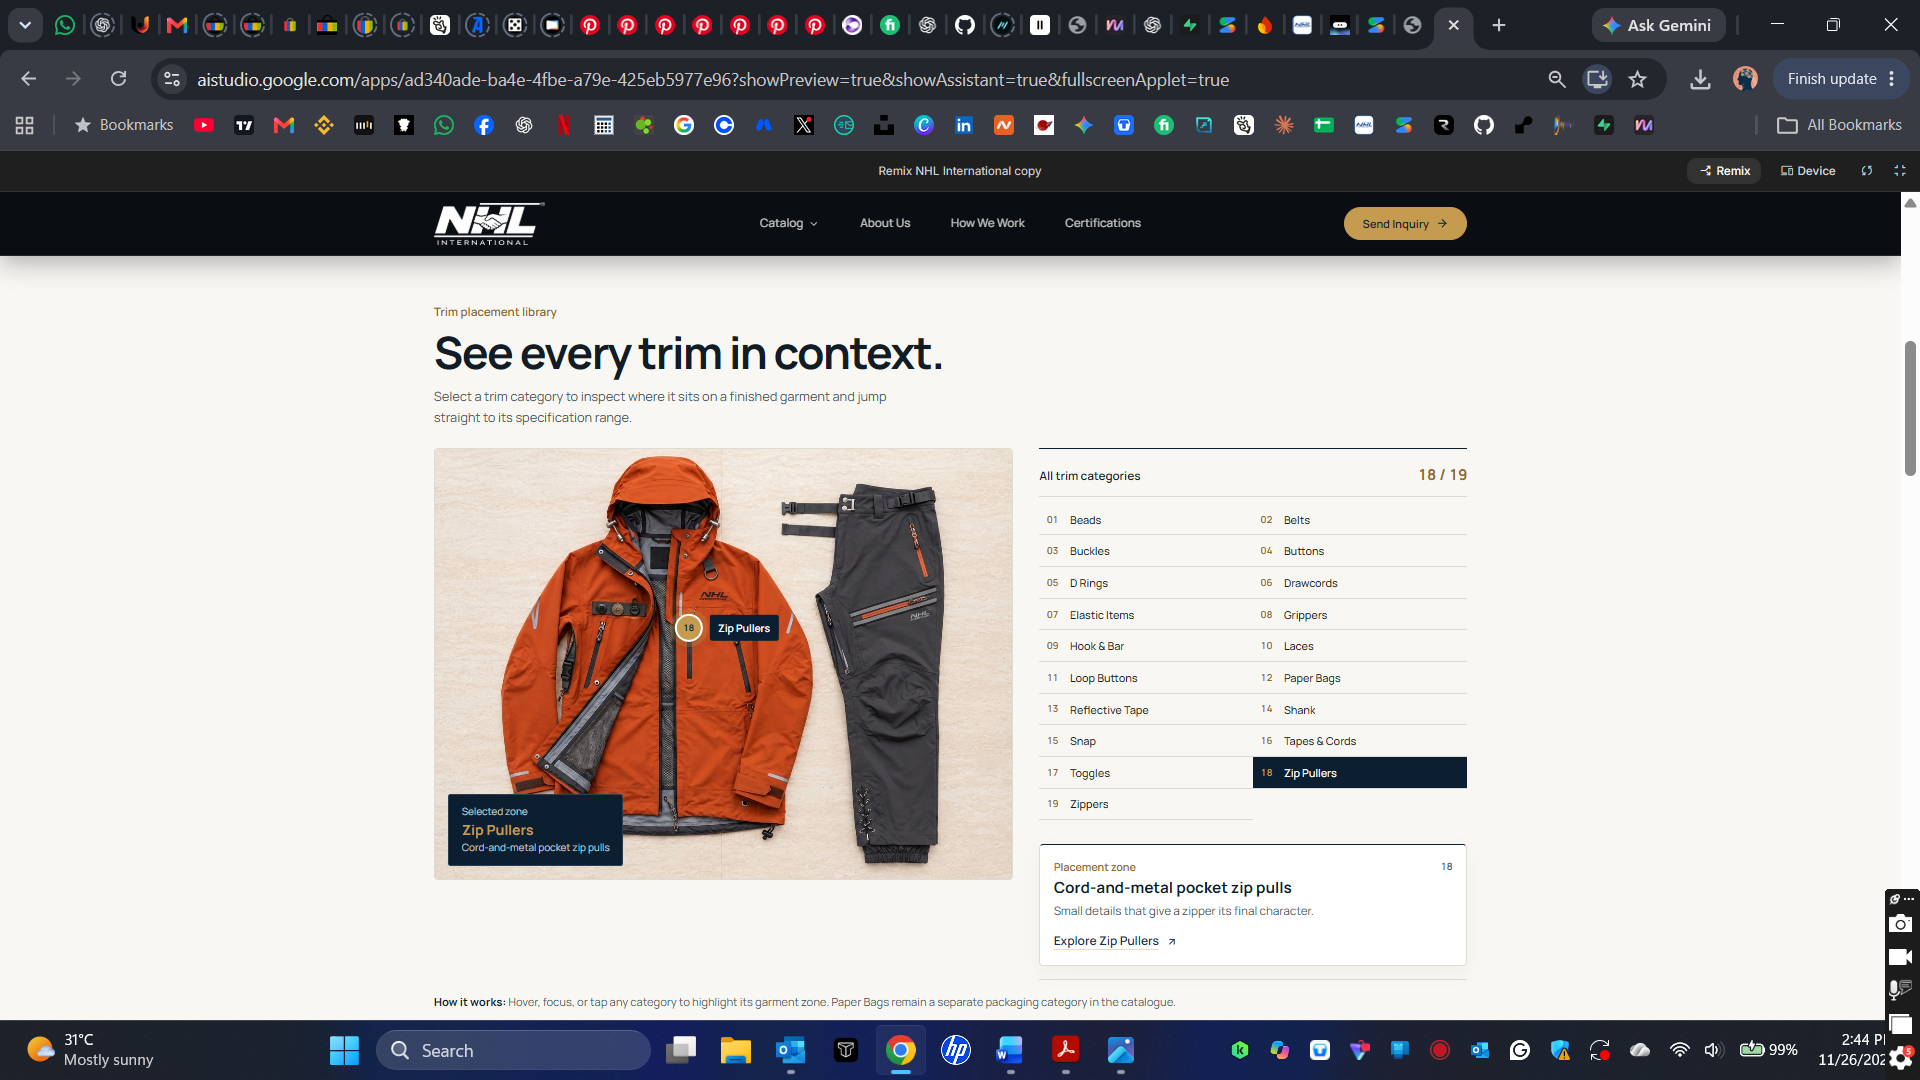 Ask Gemini
aistudio.google.com/apps/ad340ade-ba4e-4fbe-a79e-425eb5977e96?showPreview=true&showAssistant=true&fullscreenApplet=true
Finish update
Bookmarks
All Bookmarks
Remix NHL International copy
Remix
Device
NHL
INTERNATIONAL
Catalog
About Us
How We Work
Certifications
Send Inquiry
Trim placement library
See every trim in context.
Select a trim category to inspect where it sits on a finished garment and jump
straight to its specification range.
NHL
NHL
18
Zip Pullers
Selected zone
Zip Pullers
Cord-and-metal pocket zip pulls
All trim categories
18 / 19
01 Beads
02 Belts
03 Buckles
04 Buttons
05 D Rings
06 Drawcords
07 Elastic Items
08 Grippers
09 Hook & Bar
10 Laces
11 Loop Buttons
12 Paper Bags
13 Reflective Tape
14 Shank
15 Snap
16 Tapes & Cords
17 Toggles
18 Zip Pullers
19 Zippers
Placement zone
18
Cord-and-metal pocket zip pulls
Small details that give a zipper its final character.
Explore Zip Pullers
How it works: Hover, focus, or tap any category to highlight its garment zone. Paper Bags remain a separate packaging category in the catalogue.
31°C
Mostly sunny
Search
99%
2:44
11/26/202
5